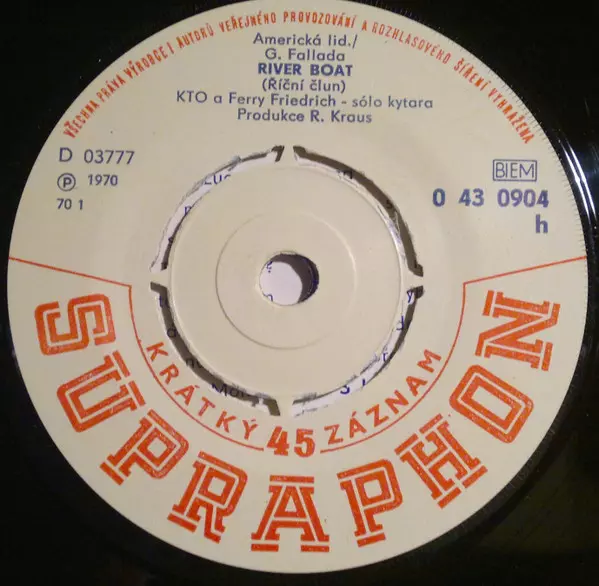 VŠECHNA PRÁVA VÝROBCE I AUTORŮ VEŘEJNÉHO PROVOZOVÁNÍ A ROZHLASOVÉHO ŠÍŘENÍ VYHRAŽENA
Americká lid./
G. Fallada
RIVER BOAT
(Říční člun)
KTO a Ferry Friedrich - sólo kytara
Produkce R. Kraus
D 03777
Ⓟ 1970
70 1
BIEM
0 43 0904
h
KRÁTKÝ 45 ZÁZNAM
SUPRAPHON